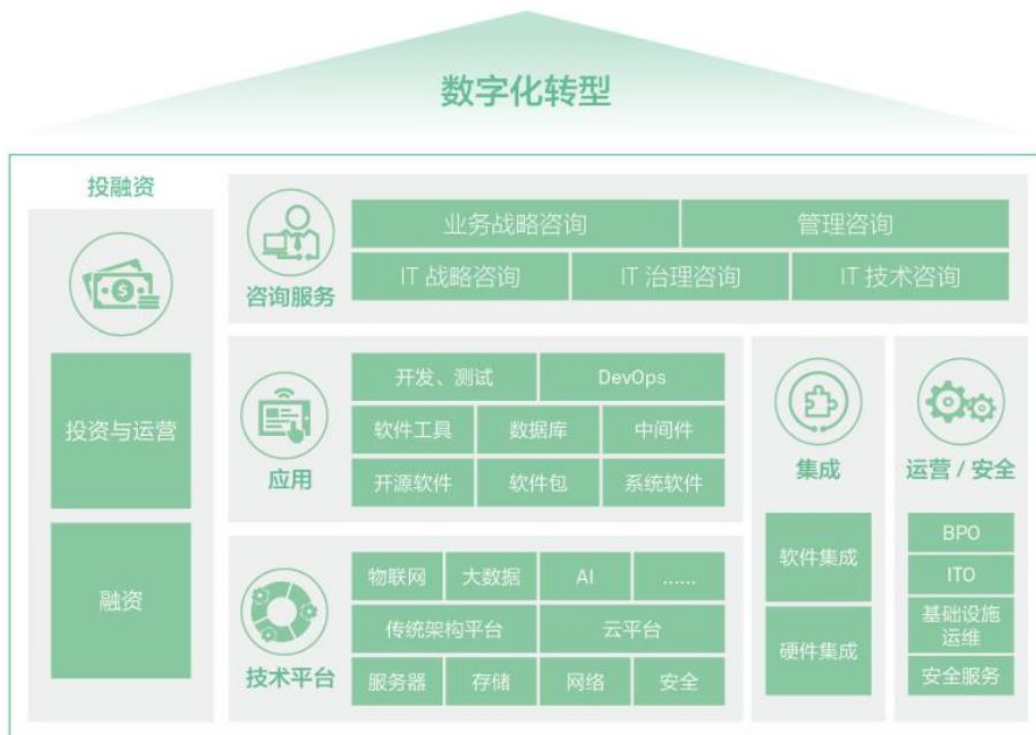 数字化转型
投融资
投资与运营
融资
咨询服务
业务战略咨询
管理咨询
IT 战略咨询
IT 治理咨询
IT 技术咨询
应用
开发、测试
DevOps
软件工具
数据库
中间件
开源软件
软件包
系统软件
技术平台
物联网
大数据
AI
......
传统架构平台
云平台
服务器
存储
网络
安全
集成
软件集成
硬件集成
运营 / 安全
BPO
ITO
基础设施
运维
安全服务